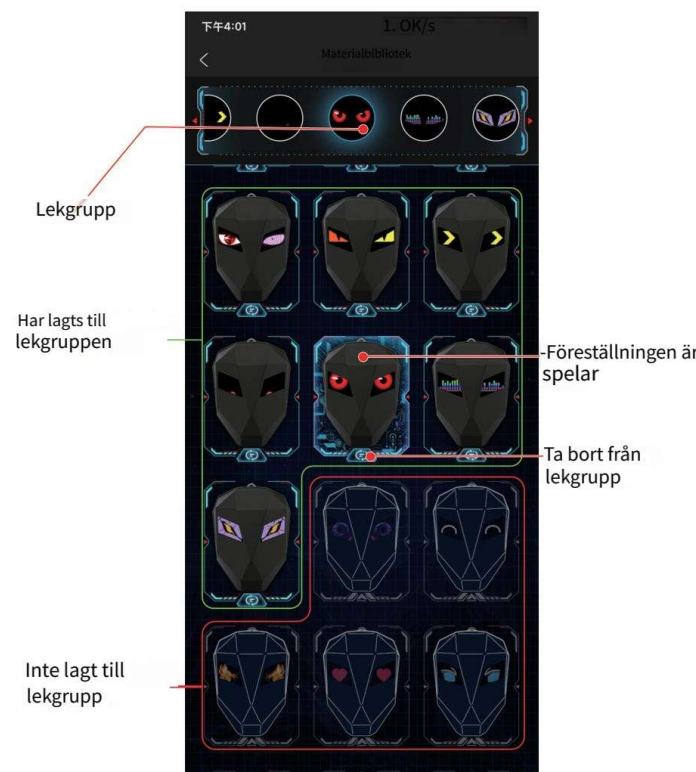 下午4:01
1. OK/s
Materialbibliotek
Lekgrupp
Har lagts till
lekgruppen
-Föreställningen är
spelar
Ta bort från
lekgrupp
Inte lagt till
lekgrupp